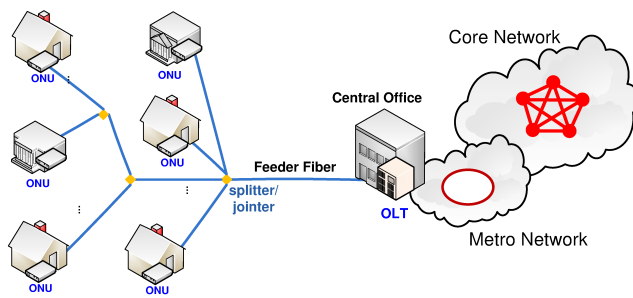 Core Network
ONU
ONU
Central Office
ONU
ONU
Feeder Fiber
splitter/
jointer
OLT
Metro Network
ONU
ONU